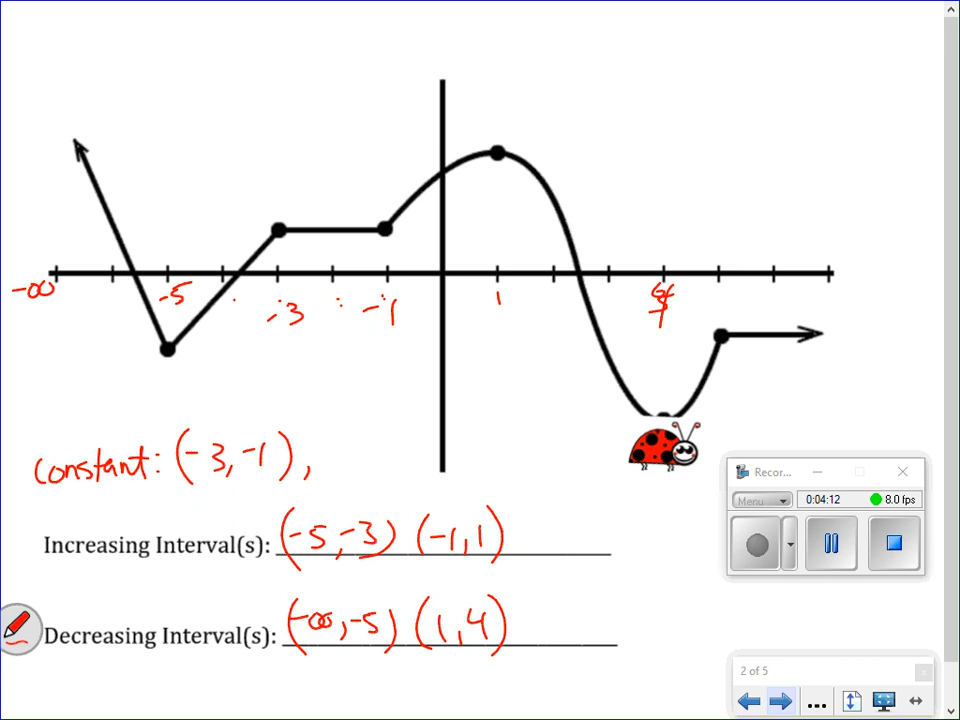 -∞ -5 -3 -1 1 4
constant: (-3,-1),
Increasing Interval(s): (-5,-3) (-1,1)
Decreasing Interval(s): (-∞,-5) (1,4)
Recor...
Menu 0:04:12 8.0 fps
2 of 5